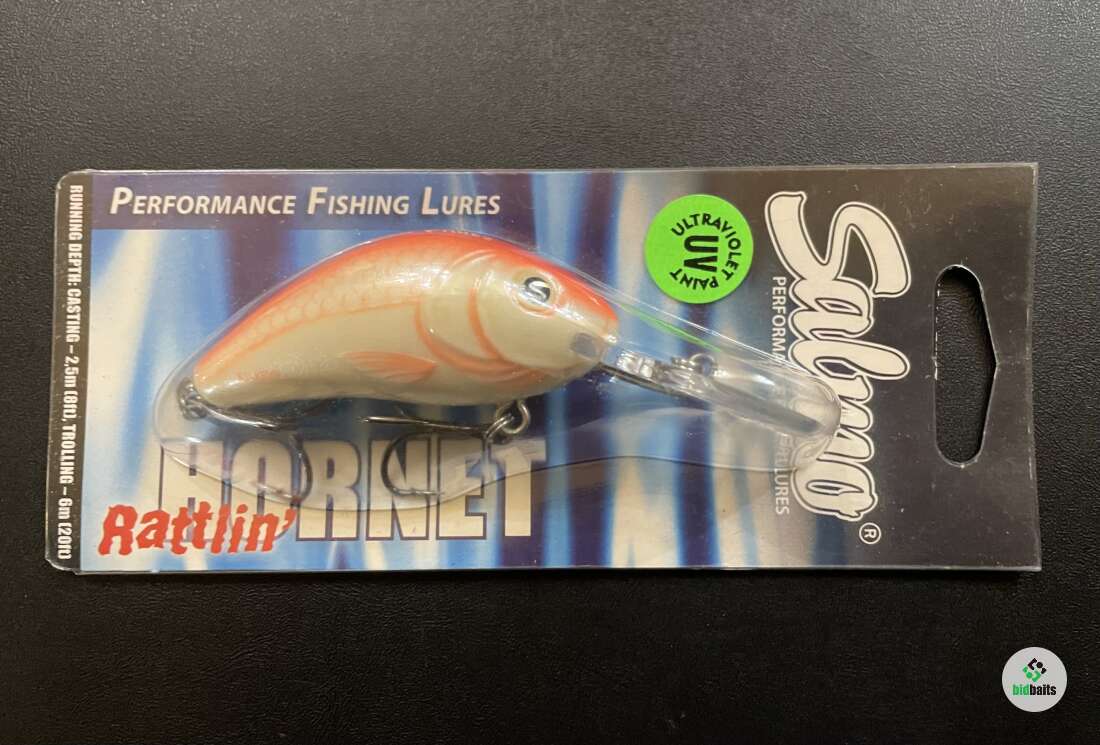 PERFORMANCE FISHING LURES
RUNNING DEPTH: CASTING – 2,5m (8ft), TROLLING – 6m (20ft)
ULTRAVIOLET PAINT
UV
Salmo®
LURES
HORNET
Rattlin'
S
bidbaits